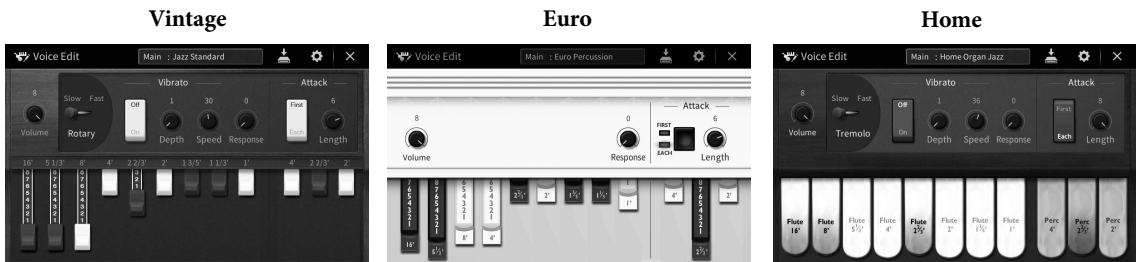 Vintage
Voice Edit
Main : Jazz Standard
Vibrato
Attack
8
Slow Fast
Off
1
30
0
First
6
Volume
Rotary
On
Depth
Speed
Response
Each
Length
16' 5 1/3' 8' 4' 2 2/3' 2' 1 3/5' 1 1/3' 1' 4' 2 2/3' 2'
Euro
Voice Edit
Main : Euro Percussion
Attack
8
0
FIRST
6
EACH
Volume
Response
Length
2⅔' 2' 1⅗' 1⅓' 1' 4'
16' 5⅓' 8' 4' 2⅔'
Home
Voice Edit
Main : Home Organ Jazz
Vibrato
Attack
8
Slow Fast
Off
1
36
0
First
8
Volume
Tremolo
On
Depth
Speed
Response
Each
Length
Flute Flute Flute Flute Flute Flute Flute Flute Perc Perc Perc
16' 8' 5⅓' 4' 2⅔' 2' 1⅗' 1' 4' 2⅔' 2'